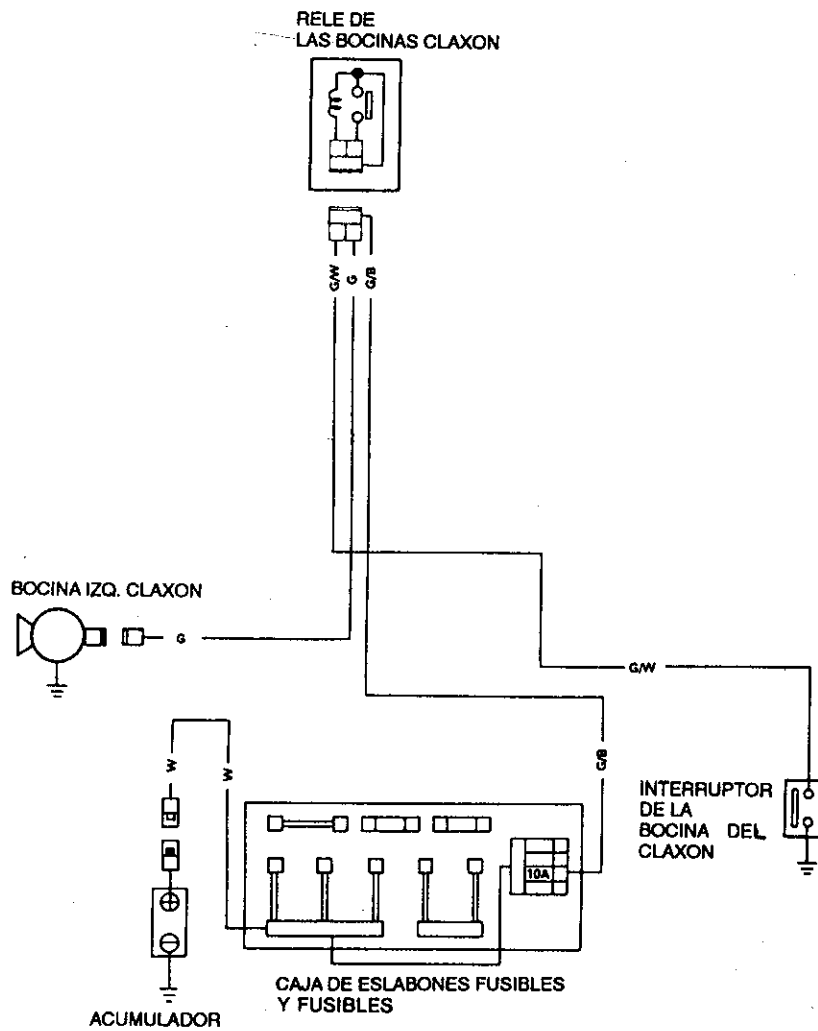 RELE DE
LAS BOCINAS CLAXON
G/W
G
G/B
BOCINA IZQ. CLAXON
G
G/W
W
W
G/B
INTERRUPTOR
DE LA
BOCINA DEL
CLAXON
10A
CAJA DE ESLABONES FUSIBLES
Y FUSIBLES
ACUMULADOR